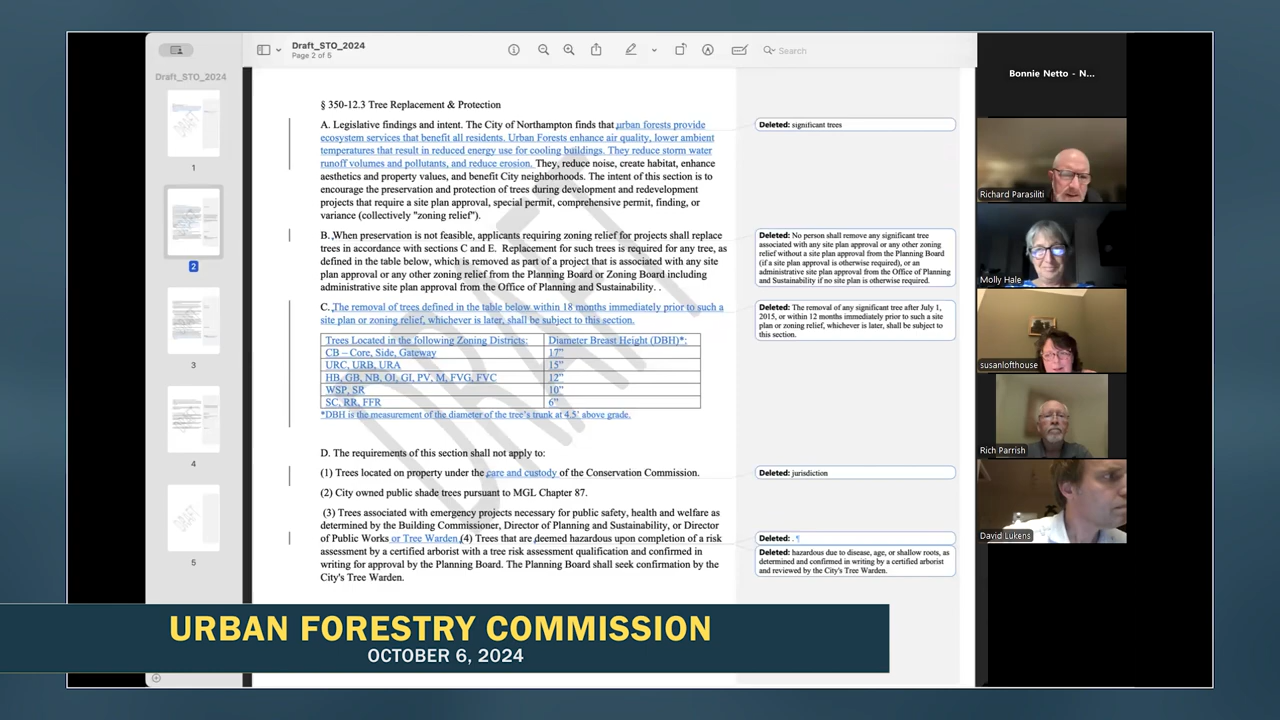 Draft_STO_2024
Page 2 of 5
Search
Draft_STO_2024
1
2
3
4
5
DRAFT
§ 350-12.3 Tree Replacement & Protection
A. Legislative findings and intent. The City of Northampton finds that urban forests provide
ecosystem services that benefit all residents. Urban Forests enhance air quality, lower ambient
temperatures that result in reduced energy use for cooling buildings. They reduce storm water
runoff volumes and pollutants, and reduce erosion. They, reduce noise, create habitat, enhance
aesthetics and property values, and benefit City neighborhoods. The intent of this section is to
encourage the preservation and protection of trees during development and redevelopment
projects that require a site plan approval, special permit, comprehensive permit, finding, or
variance (collectively "zoning relief").
B. When preservation is not feasible, applicants requiring zoning relief for projects shall replace
trees in accordance with sections C and E.  Replacement for such trees is required for any tree, as
defined in the table below, which is removed as part of a project that is associated with any site
plan approval or any other zoning relief from the Planning Board or Zoning Board including
administrative site plan approval from the Office of Planning and Sustainability. .
C. The removal of trees defined in the table below within 18 months immediately prior to such a
site plan or zoning relief, whichever is later, shall be subject to this section.
Trees Located in the following Zoning Districts: Diameter Breast Height (DBH)*:
CB – Core, Side, Gateway 17"
URC, URB, URA 15"
HB, GB, NB, OI, GI, PV, M, FVG, FVC 12"
WSP, SR 10"
SC, RR, FFR 6"
*DBH is the measurement of the diameter of the tree's trunk at 4.5' above grade.
D. The requirements of this section shall not apply to:
(1) Trees located on property under the care and custody of the Conservation Commission.
(2) City owned public shade trees pursuant to MGL Chapter 87.
(3) Trees associated with emergency projects necessary for public safety, health and welfare as
determined by the Building Commissioner, Director of Planning and Sustainability, or Director
of Public Works or Tree Warden.(4) Trees that are deemed hazardous upon completion of a risk
assessment by a certified arborist with a tree risk assessment qualification and confirmed in
writing for approval by the Planning Board. The Planning Board shall seek confirmation by the
City's Tree Warden.
Deleted: significant trees
Deleted: No person shall remove any significant tree
associated with any site plan approval or any other zoning
relief without a site plan approval from the Planning Board
(if a site plan approval is otherwise required), or an
administrative site plan approval from the Office of Planning
and Sustainability if no site plan is otherwise required.
Deleted: The removal of any significant tree after July 1,
2015, or within 12 months immediately prior to such a site
plan or zoning relief, whichever is later, shall be subject to
this section.
Deleted: jurisdiction
Deleted: . ¶
Deleted: hazardous due to disease, age, or shallow roots, as
determined and confirmed in writing by a certified arborist
and reviewed by the City's Tree Warden.
Bonnie Netto - N...
Richard Parasiliti
Molly Hale
susanlofthouse
Rich Parrish
David Lukens
URBAN FORESTRY COMMISSION
OCTOBER 6, 2024